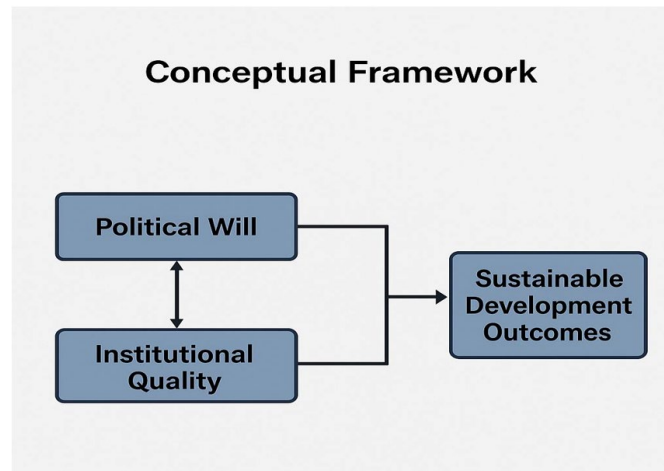 Conceptual Framework
Political Will
Institutional
Quality
Sustainable
Development
Outcomes